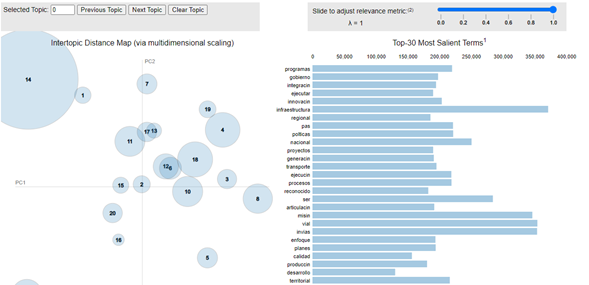 Selected Topic: 0 Previous Topic Next Topic Clear Topic
Slide to adjust relevance metric:(2)
λ = 1
0.0 0.2 0.4 0.6 0.8 1.0
Intertopic Distance Map (via multidimensional scaling)
PC2
PC1
14
1
7
19
4
17
13
11
18
12
6
3
15
2
10
8
20
16
5
Top-30 Most Salient Terms1
0 50.000 100.000 150.000 200.000 250.000 300.000 350.000 400.000
programas
gobierno
integracin
ejecutar
innovacin
infraestructura
regional
pas
polticas
nacional
proyectos
generacin
transporte
ejecucin
procesos
reconocido
ser
articulacin
misin
vial
invias
enfoque
planes
calidad
produccin
desarrollo
territorial